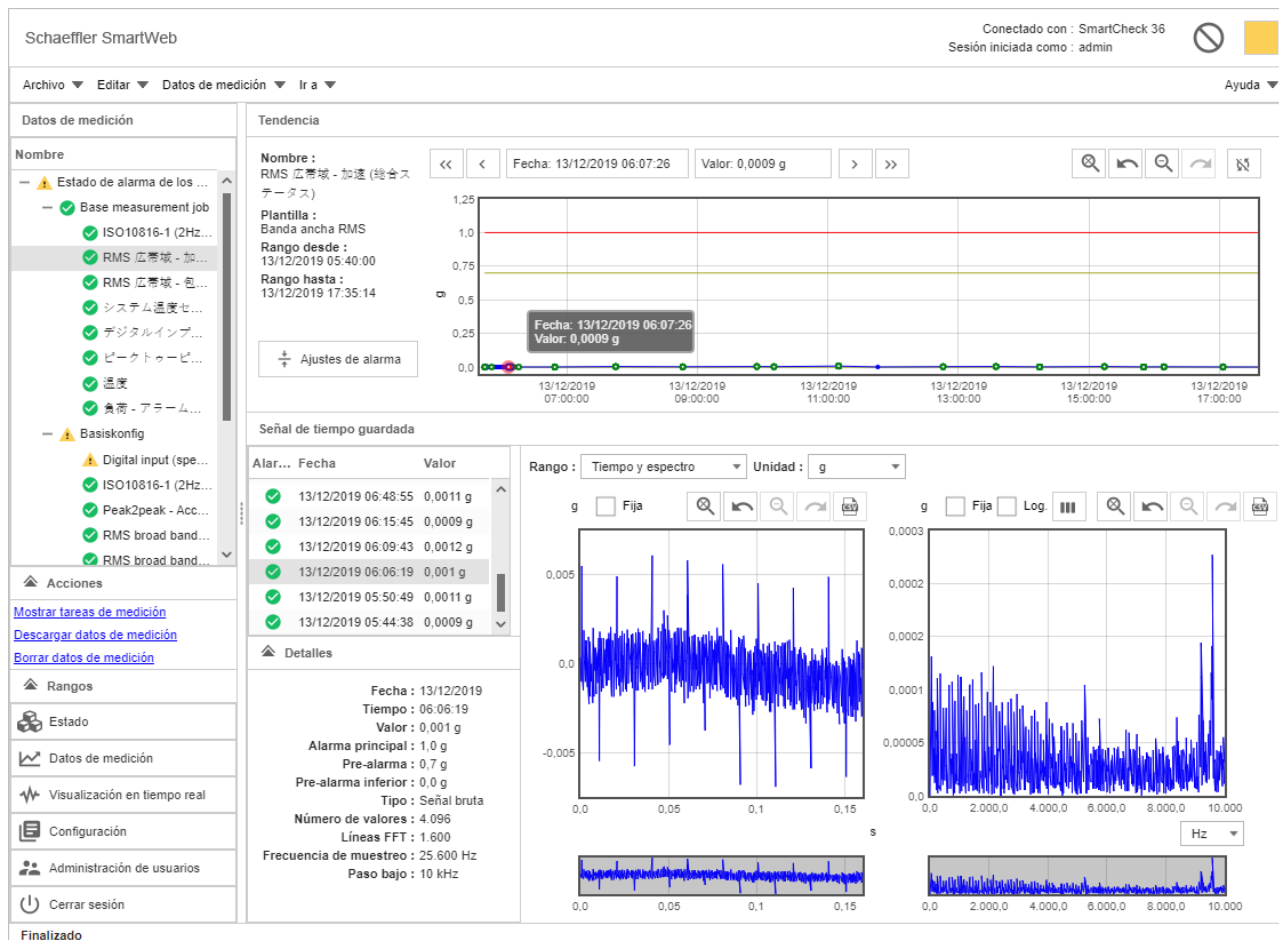 Schaeffler SmartWeb
Conectado con : SmartCheck 36
Sesión iniciada como : admin
Archivo Editar Datos de medición Ir a Ayuda
Datos de medición
Nombre
Estado de alarma de los ...
Base measurement job
ISO10816-1 (2Hz...
RMS 広帯域 - 加...
RMS 広帯域 - 包...
システム温度セ...
デジタルインプ...
ピークトゥーピ...
温度
負荷 - アラーム...
Basiskonfig
Digital input (spe...
ISO10816-1 (2Hz...
Peak2peak - Acc...
RMS broad band...
RMS broad band...
Acciones
Mostrar tareas de medición
Descargar datos de medición
Borrar datos de medición
Rangos
Estado
Datos de medición
Visualización en tiempo real
Configuración
Administración de usuarios
Cerrar sesión
Finalizado
Tendencia
Nombre :
RMS 広帯域 - 加速 (総合ス
テータス)
Plantilla :
Banda ancha RMS
Rango desde :
13/12/2019 05:40:00
Rango hasta :
13/12/2019 17:35:14
Ajustes de alarma
<< < Fecha: 13/12/2019 06:07:26 Valor: 0,0009 g > >>
1,25
1,0
0,75
0,5
0,25
0,0
g
Fecha: 13/12/2019 06:07:26
Valor: 0,0009 g
13/12/2019 13/12/2019 13/12/2019 13/12/2019 13/12/2019 13/12/2019
07:00:00 09:00:00 11:00:00 13:00:00 15:00:00 17:00:00
Señal de tiempo guardada
Alar... Fecha Valor
13/12/2019 06:48:55 0,0011 g
13/12/2019 06:15:45 0,0009 g
13/12/2019 06:09:43 0,0012 g
13/12/2019 06:06:19 0,001 g
13/12/2019 05:50:49 0,0011 g
13/12/2019 05:44:38 0,0009 g
Detalles
Fecha : 13/12/2019
Tiempo : 06:06:19
Valor : 0,001 g
Alarma principal : 1,0 g
Pre-alarma : 0,7 g
Pre-alarma inferior : 0,0 g
Tipo : Señal bruta
Número de valores : 4.096
Líneas FFT : 1.600
Frecuencia de muestreo : 25.600 Hz
Paso bajo : 10 kHz
Rango : Tiempo y espectro Unidad : g
g Fija CSV
0,005
0,0
-0,005
0,0 0,05 0,1 0,15
s
0,0 0,05 0,1 0,15
g Fija Log. CSV
0,0003
0,0002
0,0002
0,0001
0,00005
0,0
0,0 2.000,0 4.000,0 6.000,0 8.000,0 10.000
Hz
0,0 2.000,0 4.000,0 6.000,0 8.000,0 10.000